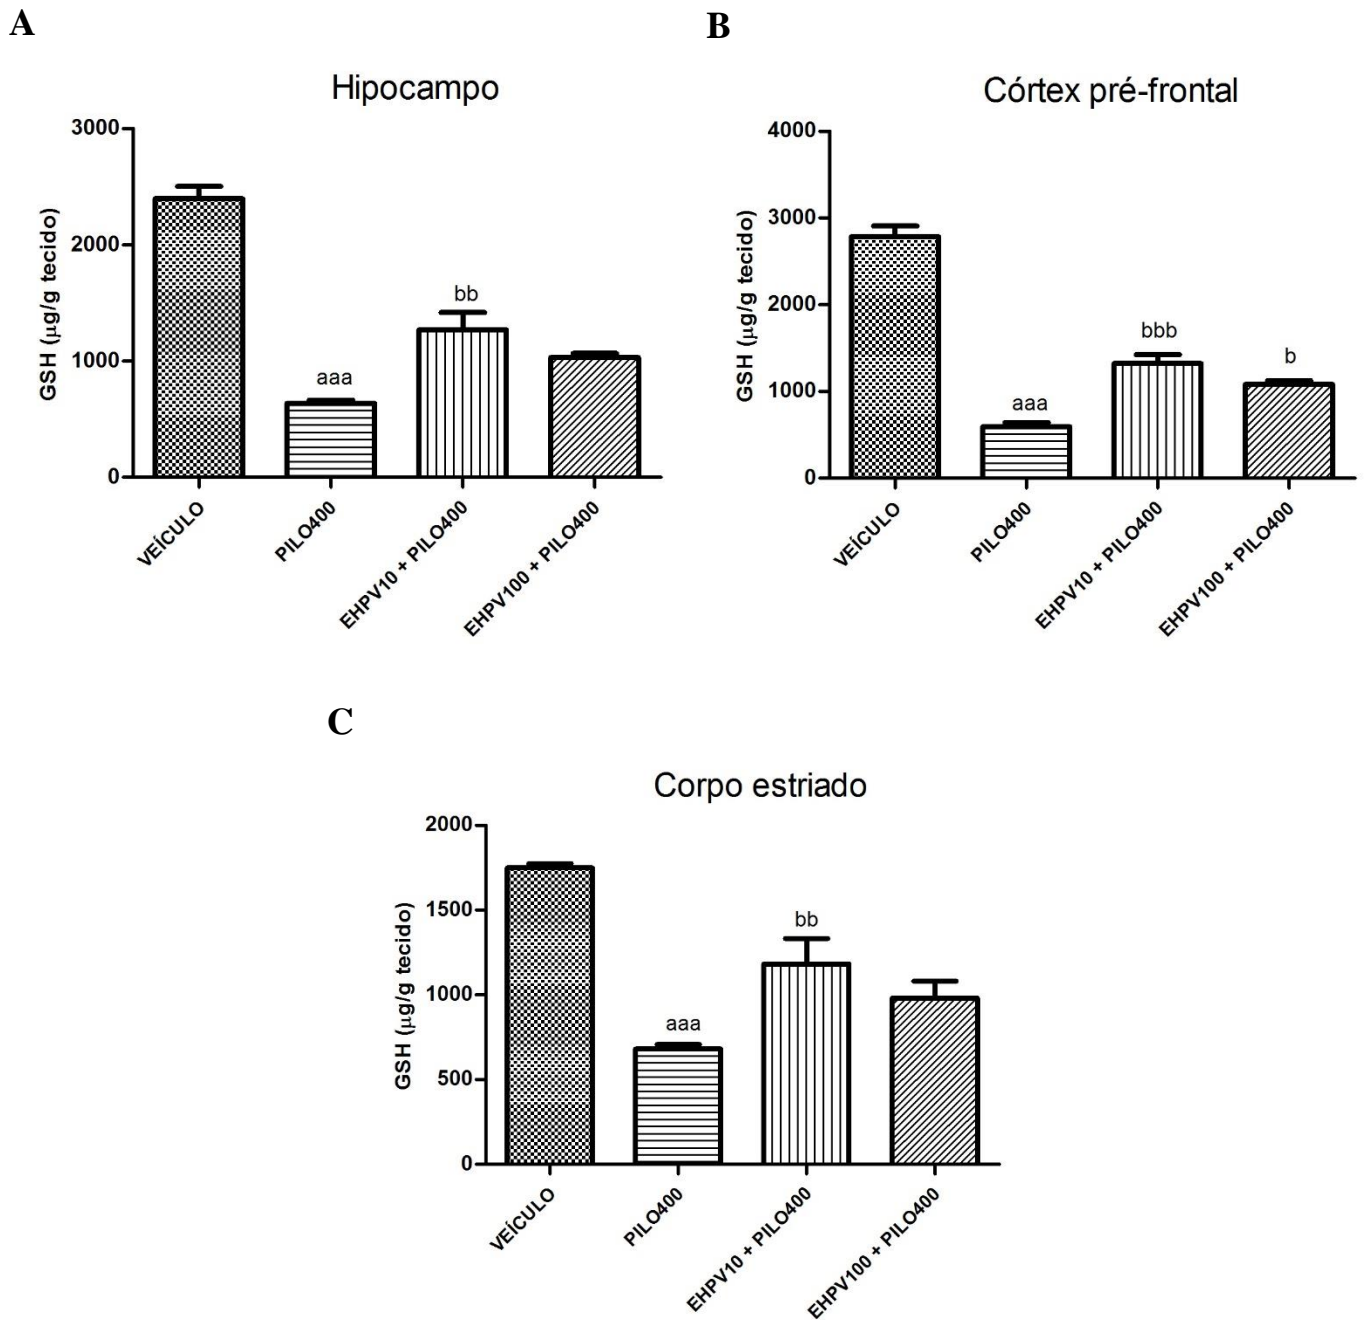 A
Hipocampo
GSH (µg/g tecido)
3000
2000
1000
0
aaa
bb
VEÍCULO
PILO400
EHPV10 + PILO400
EHPV100 + PILO400
B
Córtex pré-frontal
GSH (µg/g tecido)
4000
3000
2000
1000
0
aaa
bbb
b
VEÍCULO
PILO400
EHPV10 + PILO400
EHPV100 + PILO400
C
Corpo estriado
GSH (µg/g tecido)
2000
1500
1000
500
0
aaa
bb
VEÍCULO
PILO400
EHPV10 + PILO400
EHPV100 + PILO400